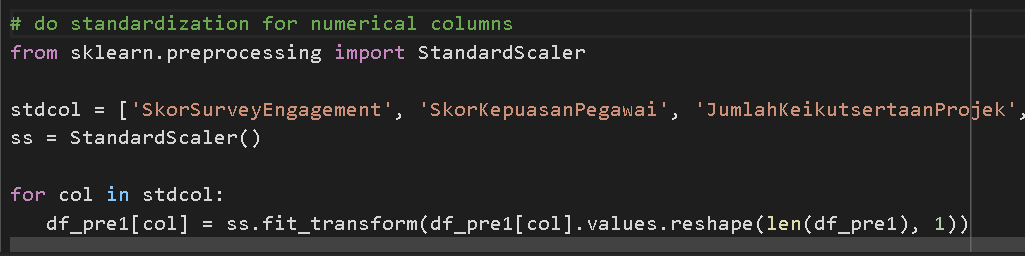 # do standardization for numerical columns
from sklearn.preprocessing import StandardScaler
stdcol = ['SkorSurveyEngagement', 'SkorKepuasanPegawai', 'JumlahKeikutsertaanProjek',
ss = StandardScaler()
for col in stdcol:
df_pre1[col] = ss.fit_transform(df_pre1[col].values.reshape(len(df_pre1), 1))